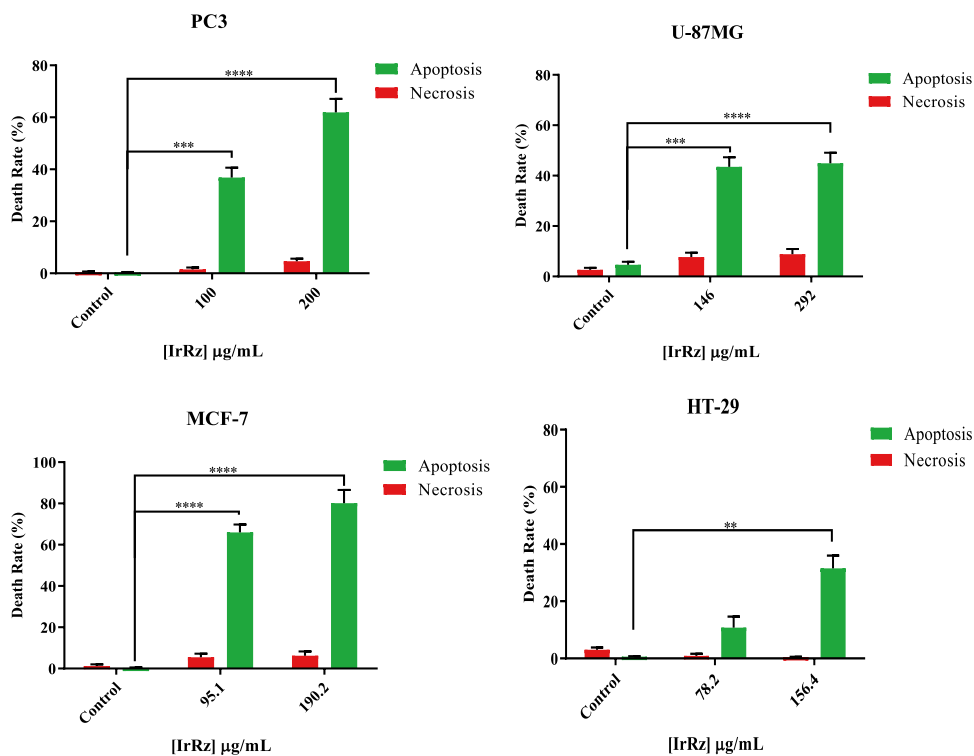 PC3
Apoptosis
Necrosis
Death Rate (%)
80
60
40
20
0
****
***
Control
100
200
[IrRz] μg/mL
U-87MG
Apoptosis
Necrosis
Death Rate (%)
80
60
40
20
0
****
***
Control
146
292
[IrRz] μg/mL
MCF-7
Apoptosis
Necrosis
Death Rate (%)
100
80
60
40
20
0
****
****
Control
95.1
190.2
[IrRz] μg/mL
HT-29
Apoptosis
Necrosis
Death Rate (%)
80
60
40
20
0
**
Control
78.2
156.4
[IrRz] μg/mL